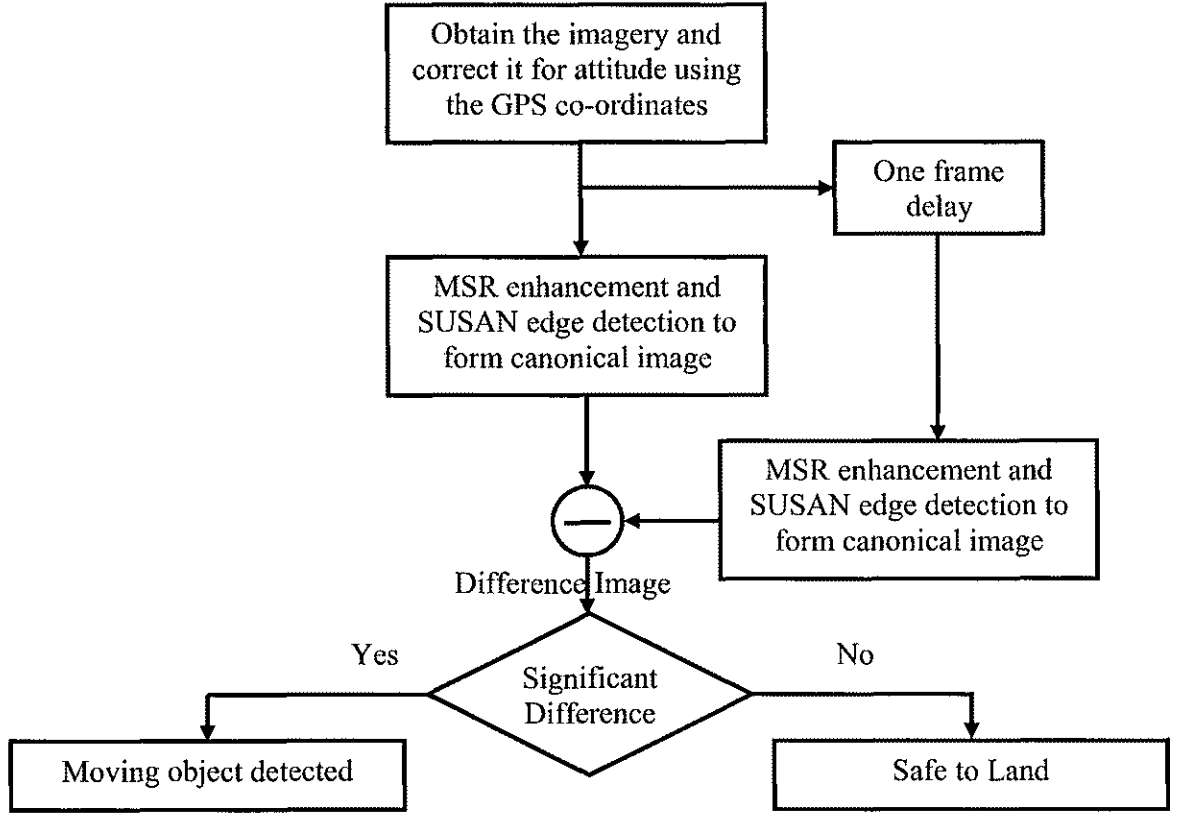 Obtain the imagery and
correct it for attitude using
the GPS co-ordinates
One frame
delay
MSR enhancement and
SUSAN edge detection to
form canonical image
MSR enhancement and
SUSAN edge detection to
form canonical image
Difference Image
Yes
No
Significant
Difference
Moving object detected
Safe to Land